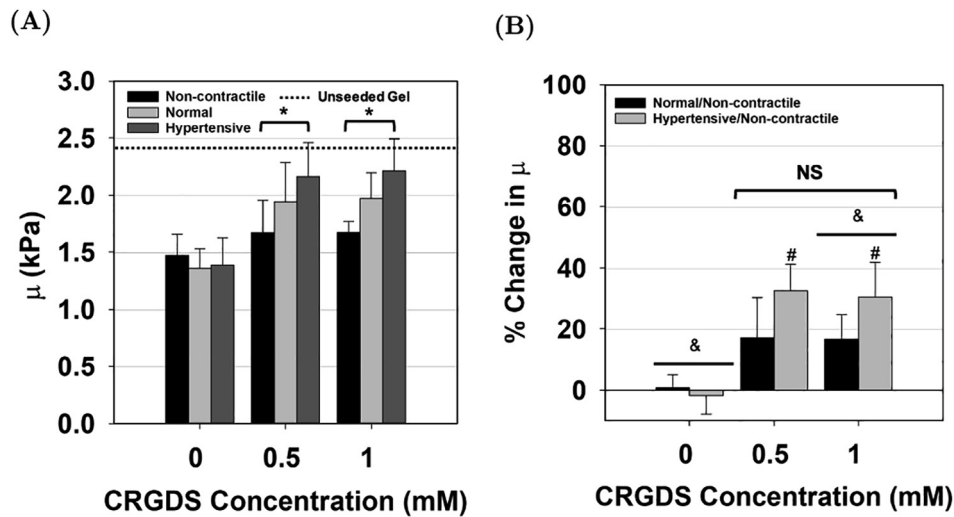 (A)
3.0
2.5
2.0
1.5
1.0
0.5
0.0
μ (kPa)
Non-contractile
Normal
Hypertensive
Unseeded Gel
*
*
0
0.5
1
CRGDS Concentration (mM)
(B)
100
80
60
40
20
0
% Change in μ
Normal/Non-contractile
Hypertensive/Non-contractile
NS
&
#
#
&
0
0.5
1
CRGDS Concentration (mM)